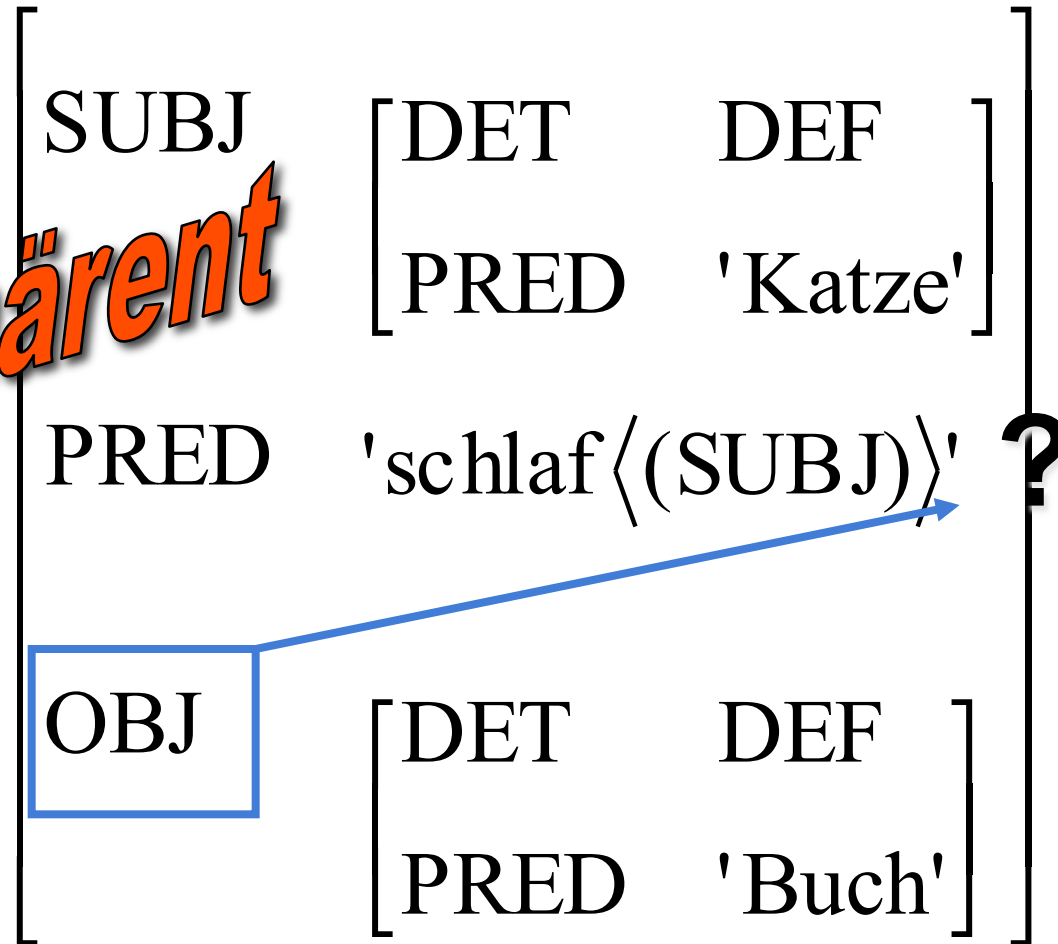 SUBJ DET DEF
ärent
PRED 'Katze'
PRED 'schlaf⟨(SUBJ)⟩' ?
OBJ DET DEF
PRED 'Buch'